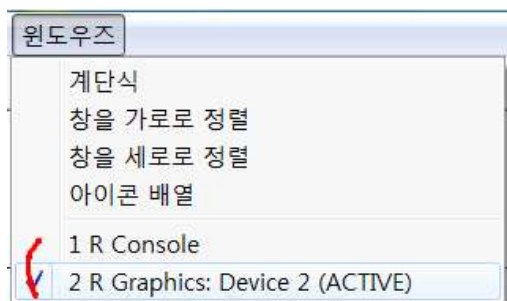 윈도우즈
계단식
창을 가로로 정렬
창을 세로로 정렬
아이콘 배열
1 R Console
2 R Graphics: Device 2 (ACTIVE)